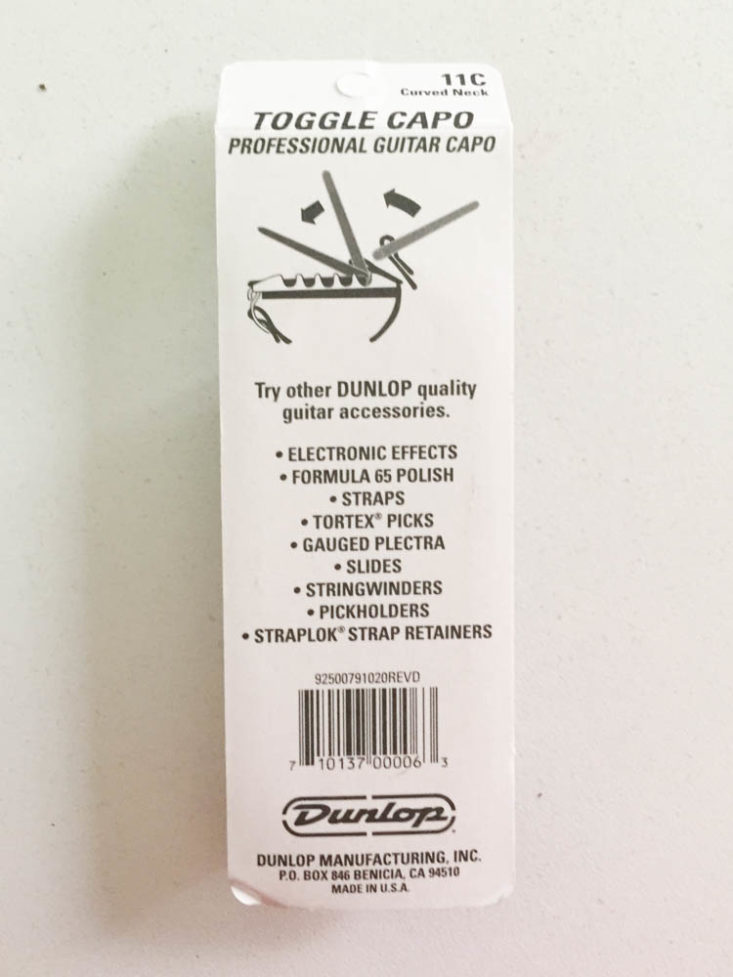 11C
Curved Neck
TOGGLE CAPO
PROFESSIONAL GUITAR CAPO
Try other DUNLOP quality
guitar accessories.
• ELECTRONIC EFFECTS
• FORMULA 65 POLISH
• STRAPS
• TORTEX® PICKS
• GAUGED PLECTRA
• SLIDES
• STRINGWINDERS
• PICKHOLDERS
• STRAPLOK® STRAP RETAINERS
92500791020REVD
7 10137 00006 3
Dunlop
DUNLOP MANUFACTURING, INC.
P.O. BOX 846 BENICIA, CA 94510
MADE IN U.S.A.